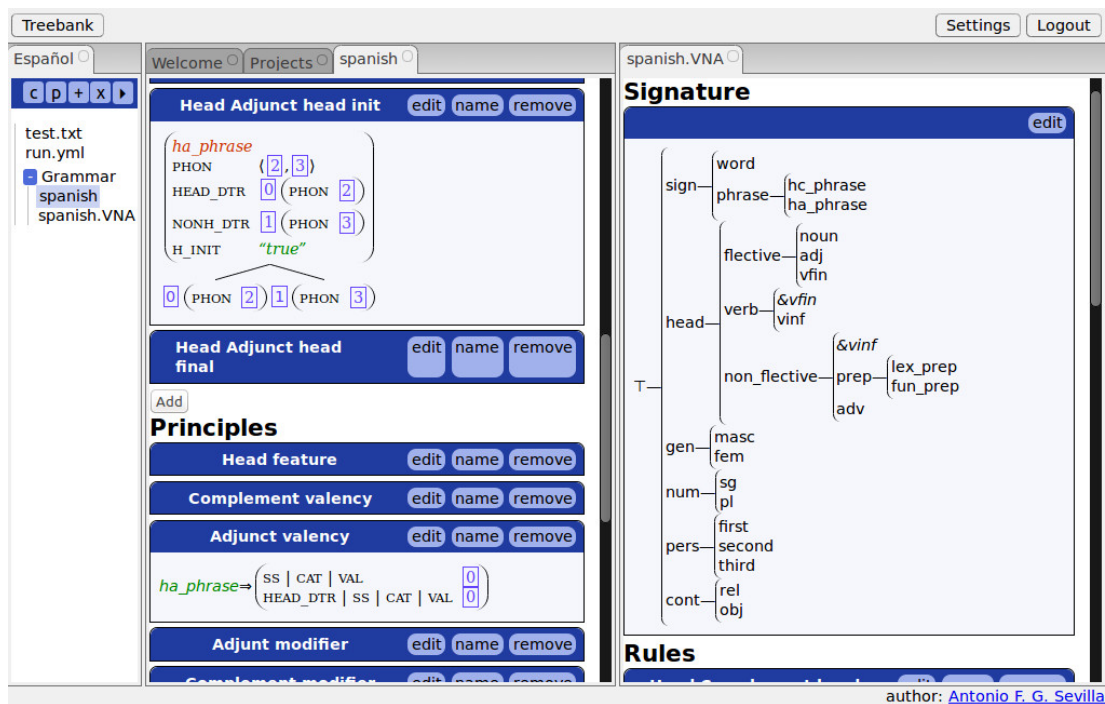 Treebank Settings Logout
Español
c p + x
test.txt
run.yml
- Grammar
spanish
spanish.VNA
Welcome Projects spanish
Head Adjunct head init edit name remove
ha_phrase
PHON ⟨ 2 , 3 ⟩
HEAD_DTR 0 ( PHON 2 )
NONH_DTR 1 ( PHON 3 )
H_INIT “true”
0 ( PHON 2 ) 1 ( PHON 3 )
Head Adjunct head edit name remove
final
Add
Principles
Head feature edit name remove
Complement valency edit name remove
Adjunct valency edit name remove
ha_phrase⇒
SS | CAT | VAL 0
HEAD_DTR | SS | CAT | VAL 0
Adjunt modifier edit name remove
Complement modifier edit name remove
spanish.VNA
Signature
edit
⊤
sign
word
phrase
hc_phrase
ha_phrase
head
flective
noun
adj
vfin
verb
&vfin
vinf
non_flective
&vinf
prep
lex_prep
fun_prep
adv
gen
masc
fem
num
sg
pl
pers
first
second
third
cont
rel
obj
Rules
author: Antonio F. G. Sevilla